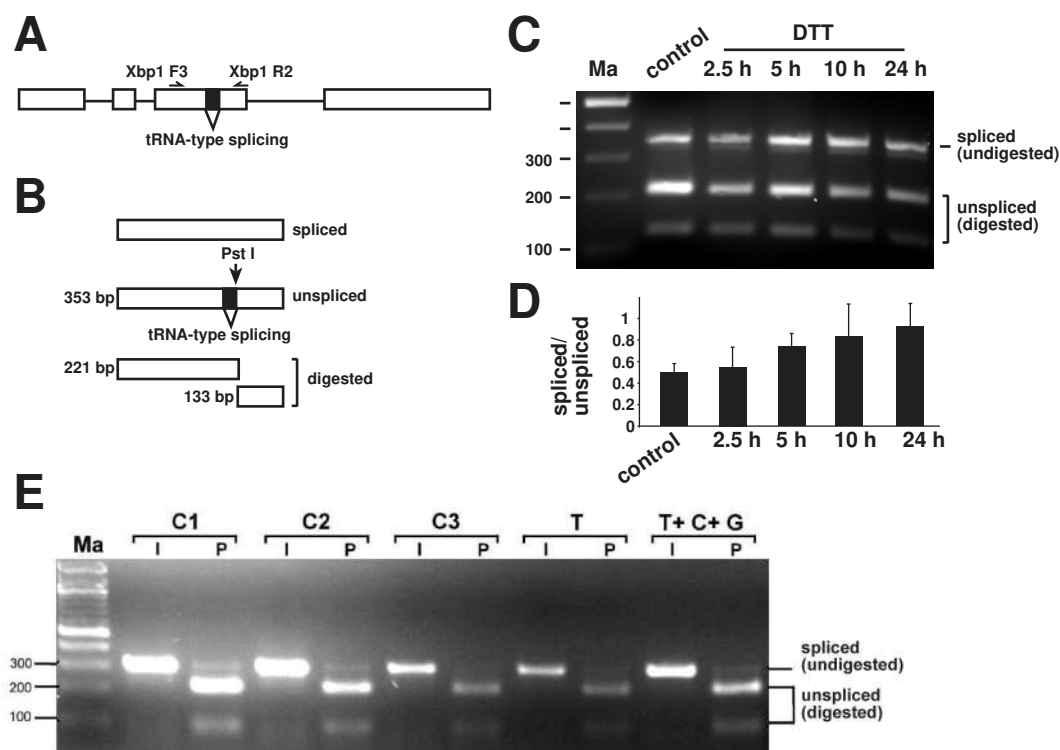 A
Xbp1 F3
Xbp1 R2
tRNA-type splicing
B
spliced
Pst I
353 bp
unspliced
tRNA-type splicing
221 bp
133 bp
digested
C
DTT
Ma
control
2.5 h
5 h
10 h
24 h
300
200
100
spliced
(undigested)
unspliced
(digested)
D
spliced/
unspliced
1
0.8
0.6
0.4
0.2
0
control
2.5 h
5 h
10 h
24 h
E
C1
C2
C3
T
T+ C+ G
Ma
I
P
I
P
I
P
I
P
I
P
300
200
100
spliced
(undigested)
unspliced
(digested)